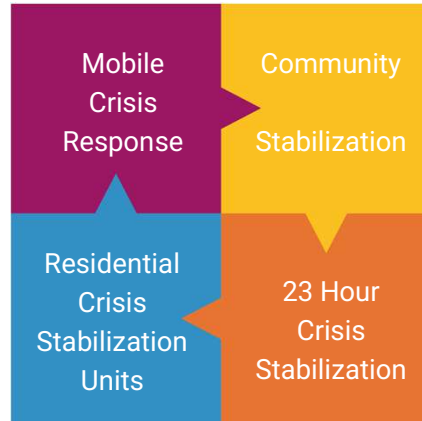 Mobile
Crisis
Response
Community
Stabilization
23 Hour
Crisis
Stabilization
Residential
Crisis
Stabilization
Units